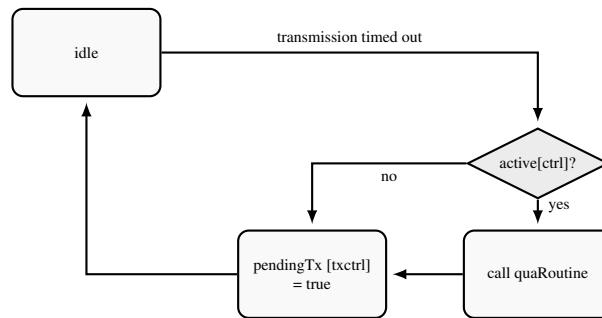 idle
transmission timed out
active[ctrl]?
no
yes
pendingTx [txctrl]
= true
call quaRoutine